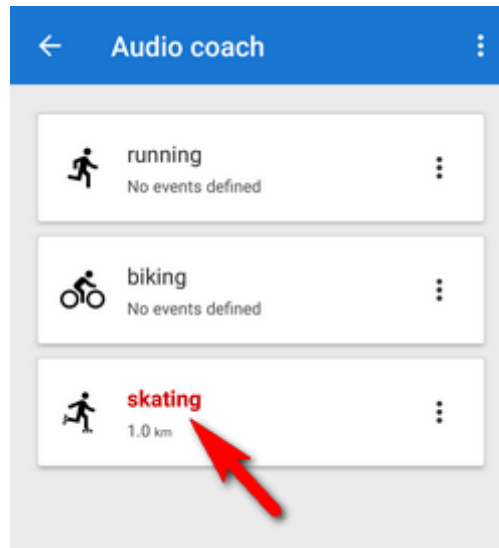 Audio coach
running
No events defined
biking
No events defined
skating
1.0 km